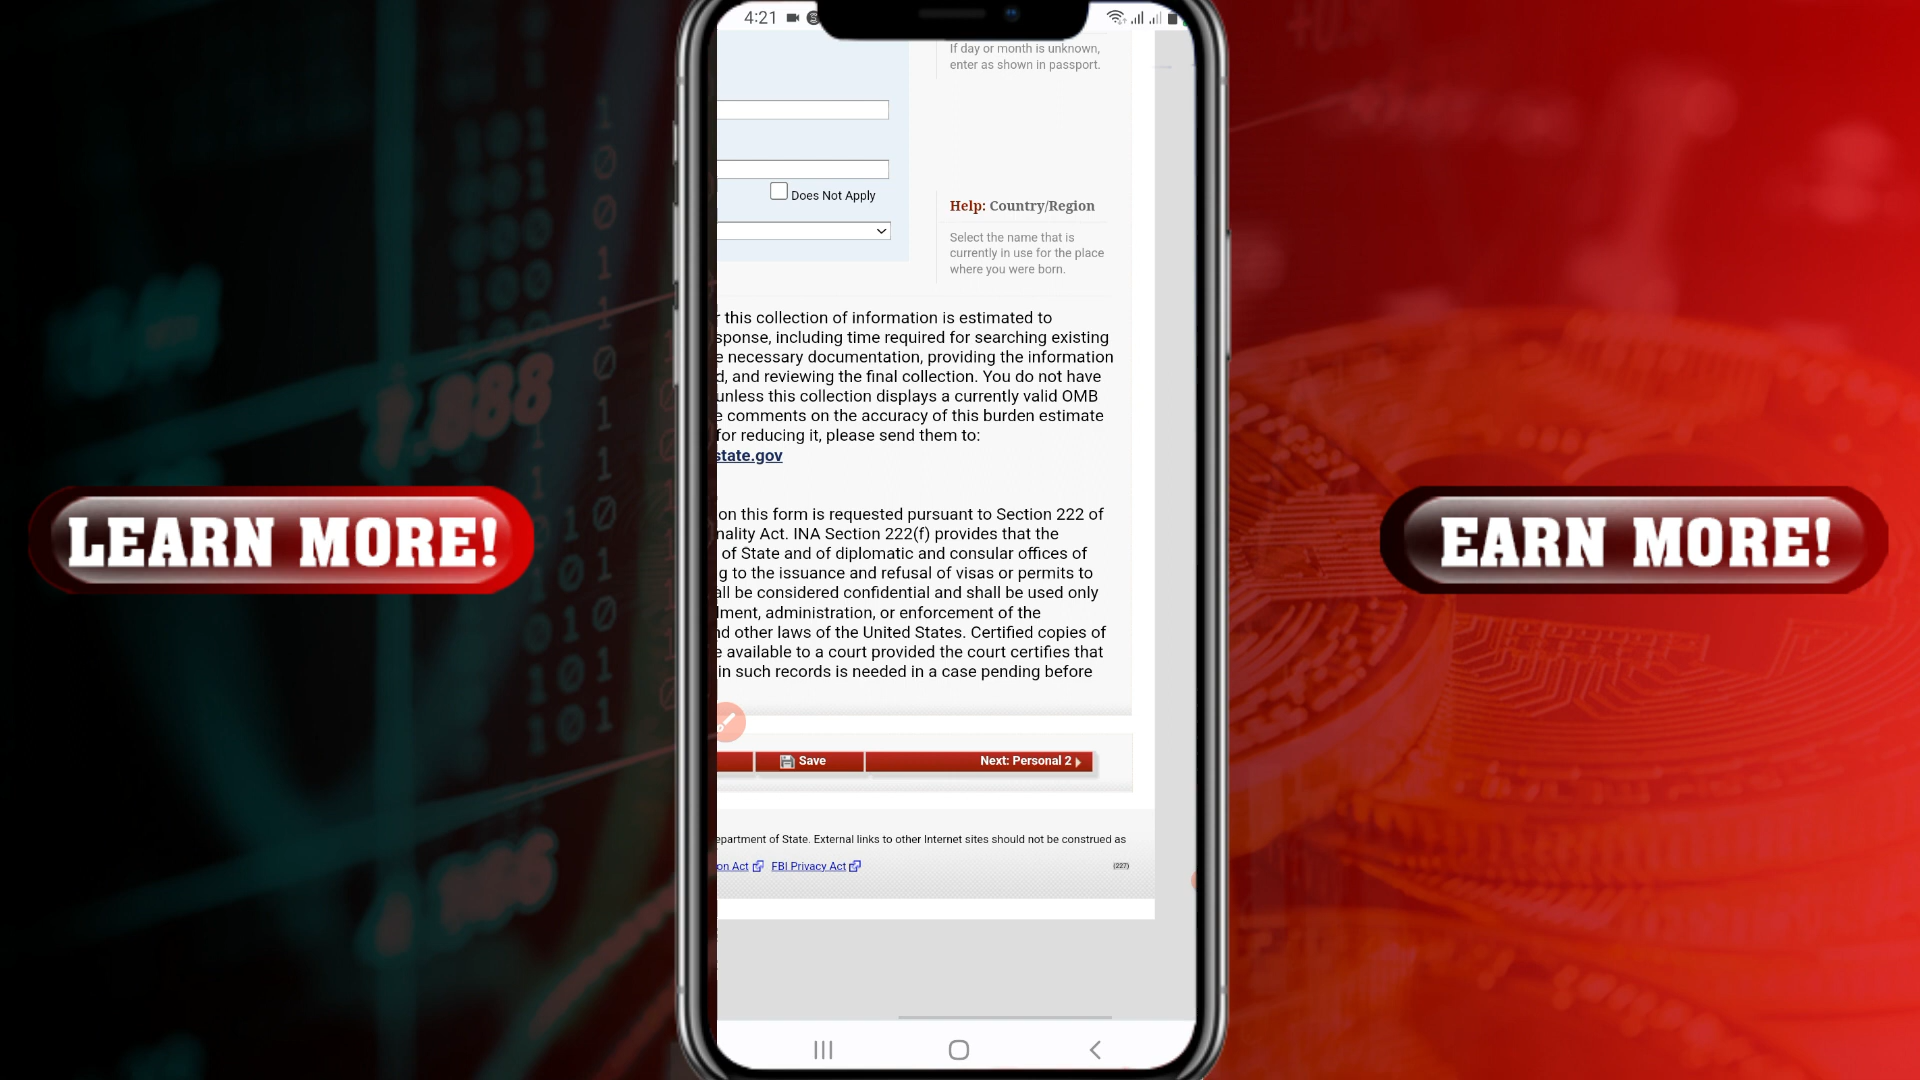 4:21
If day or month is unknown,
enter as shown in passport.
Does Not Apply
Help: Country/Region
Select the name that is
currently in use for the place
where you were born.
this collection of information is estimated to
sponse, including time required for searching existing
e necessary documentation, providing the information
d, and reviewing the final collection. You do not have
unless this collection displays a currently valid OMB
e comments on the accuracy of this burden estimate
for reducing it, please send them to:
state.gov
LEARN MORE!
EARN MORE!
on this form is requested pursuant to Section 222 of
nality Act. INA Section 222(f) provides that the
of State and of diplomatic and consular offices of
g to the issuance and refusal of visas or permits to
all be considered confidential and shall be used only
lment, administration, or enforcement of the
nd other laws of the United States. Certified copies of
e available to a court provided the court certifies that
in such records is needed in a case pending before
Save
Next: Personal 2
epartment of State. External links to other Internet sites should not be construed as
on Act FBI Privacy Act
(227)